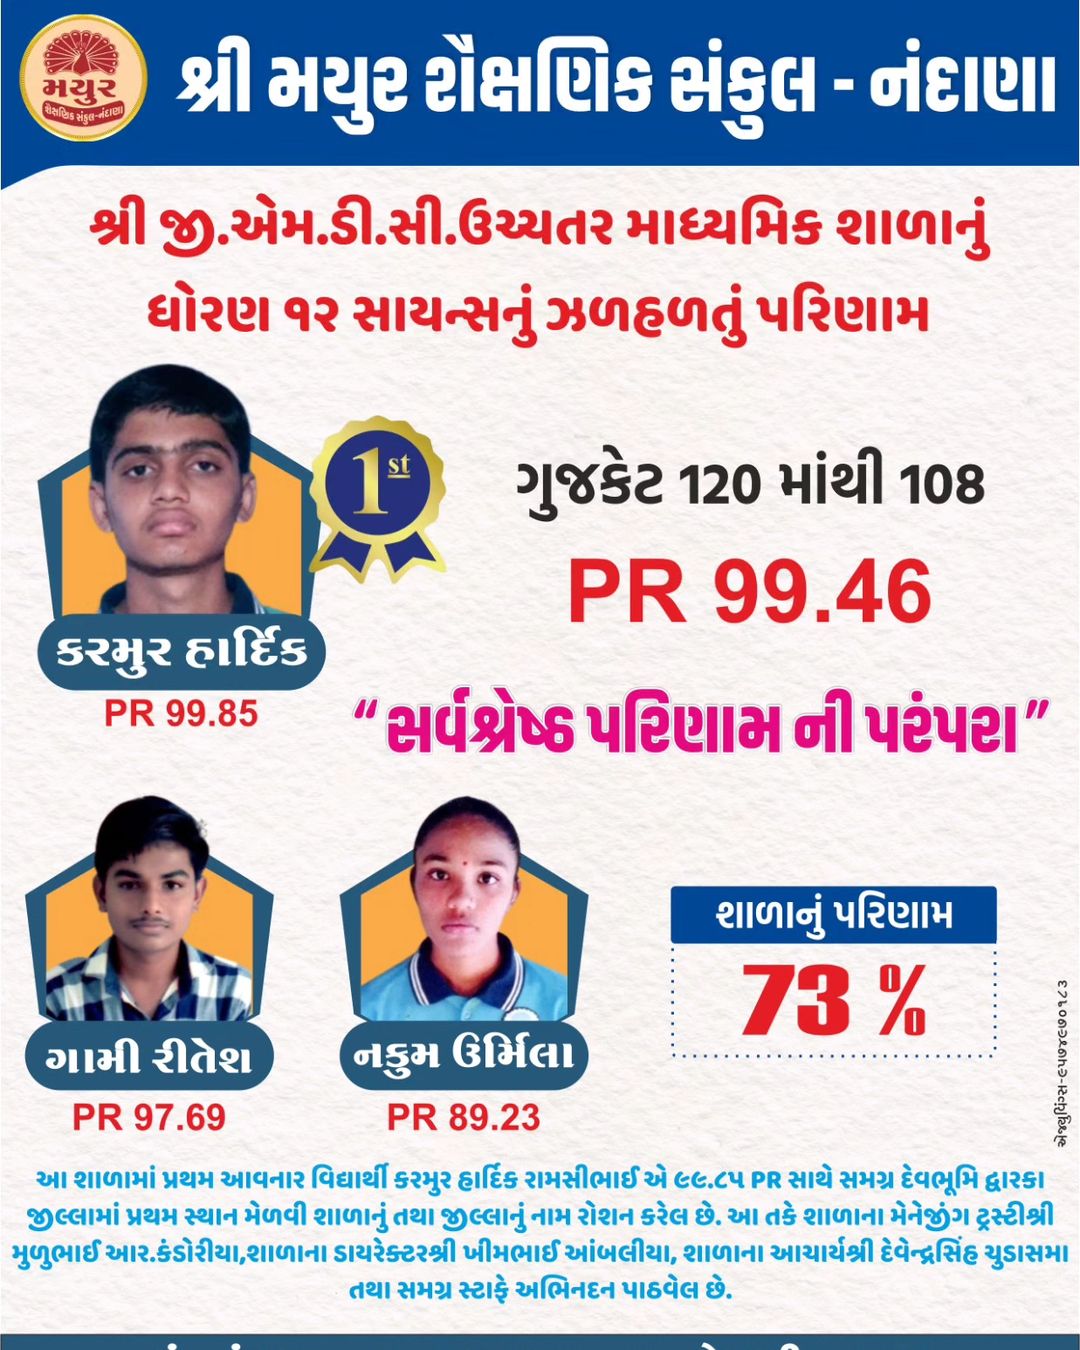 મયુર
શૈક્ષણિક સંકુલ-નંદાણા
શ્રી મયુર શૈક્ષણિક સંકુલ - નંદાણા
શ્રી જી.એમ.ડી.સી.ઉચ્ચતર માધ્યમિક શાળાનું
ધોરણ ૧૨ સાયન્સનું ઝળહળતું પરિણામ
1st
ગુજકેટ 120 માંથી 108
PR 99.46
કરમુર હાર્દિક
PR 99.85
“સર્વશ્રેષ્ઠ પરિણામ ની પરંપરા”
ગામી રીતેશ
PR 97.69
નકુમ ઉર્મિલા
PR 89.23
શાળાનું પરિણામ
73 %
આ શાળામાં પ્રથમ આવનાર વિદ્યાર્થી કરમુર હાર્દિક રામસીભાઈ એ ૯૯.૮૫ PR સાથે સમગ્ર દેવભૂમિ દ્વારકા
જીલ્લામાં પ્રથમ સ્થાન મેળવી શાળાનું તથા જીલ્લાનું નામ રોશન કરેલ છે. આ તકે શાળાના મેનેજીંગ ટ્રસ્ટીશ્રી
મુળુભાઈ આર.કંડોરીયા,શાળાના ડાયરેક્ટરશ્રી ખીમભાઈ આંબલીયા, શાળાના આચાર્યશ્રી દેવેન્દ્રસિંહ ચુડાસમા
તથા સમગ્ર સ્ટાફે અભિનદન પાઠવેલ છે.